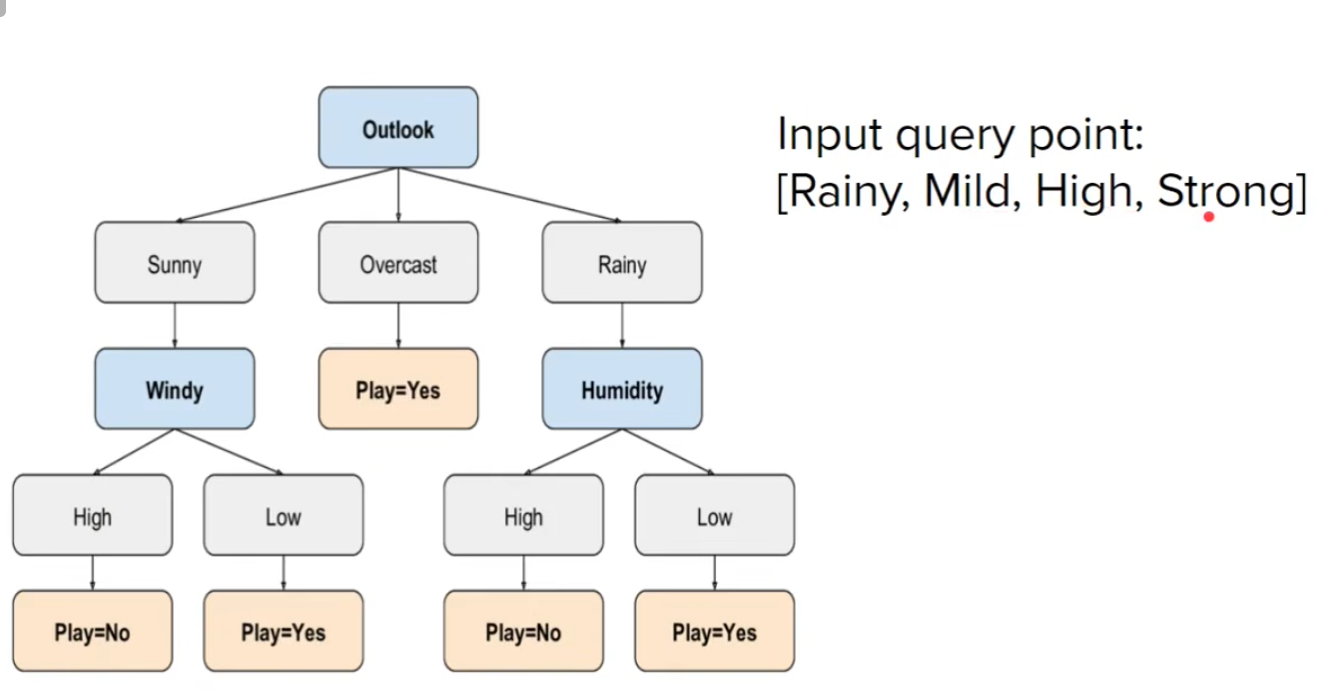 Outlook
Input query point:
[Rainy, Mild, High, Strong]
Sunny
Overcast
Rainy
Windy
Play=Yes
Humidity
High
Low
High
Low
Play=No
Play=Yes
Play=No
Play=Yes